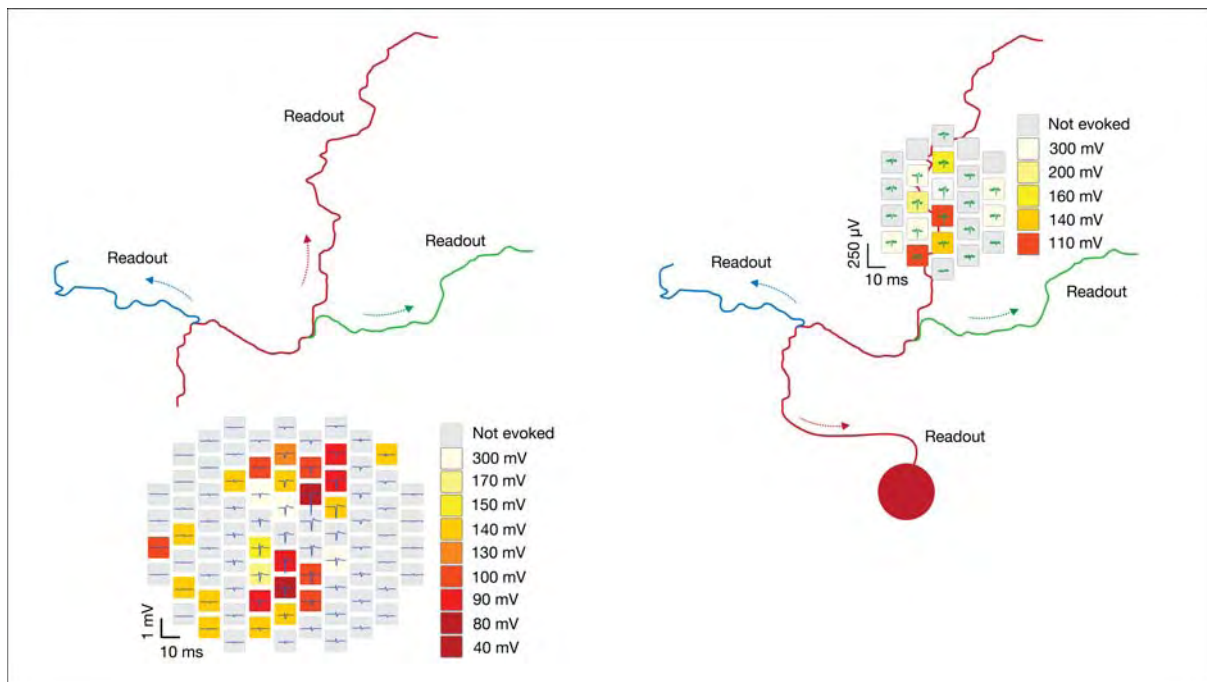 Readout
Readout
Readout
Not evoked
300 mV
170 mV
150 mV
140 mV
130 mV
100 mV
90 mV
80 mV
40 mV
1 mV
10 ms
Not evoked
300 mV
200 mV
160 mV
140 mV
110 mV
250 µV
10 ms
Readout
Readout
Readout